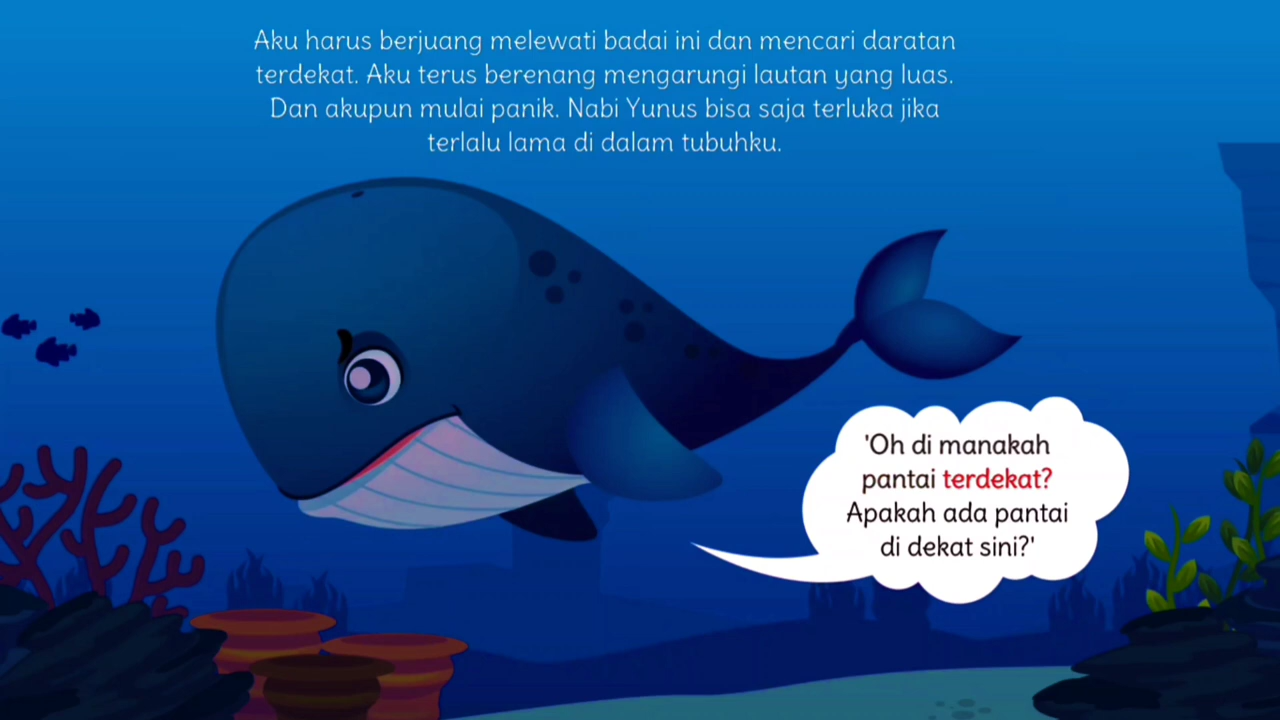 Aku harus berjuang melewati badai ini dan mencari daratan
terdekat. Aku terus berenang mengarungi lautan yang luas.
Dan akupun mulai panik. Nabi Yunus bisa saja terluka jika
terlalu lama di dalam tubuhku.
'Oh di manakah
pantai terdekat?
Apakah ada pantai
di dekat sini?'